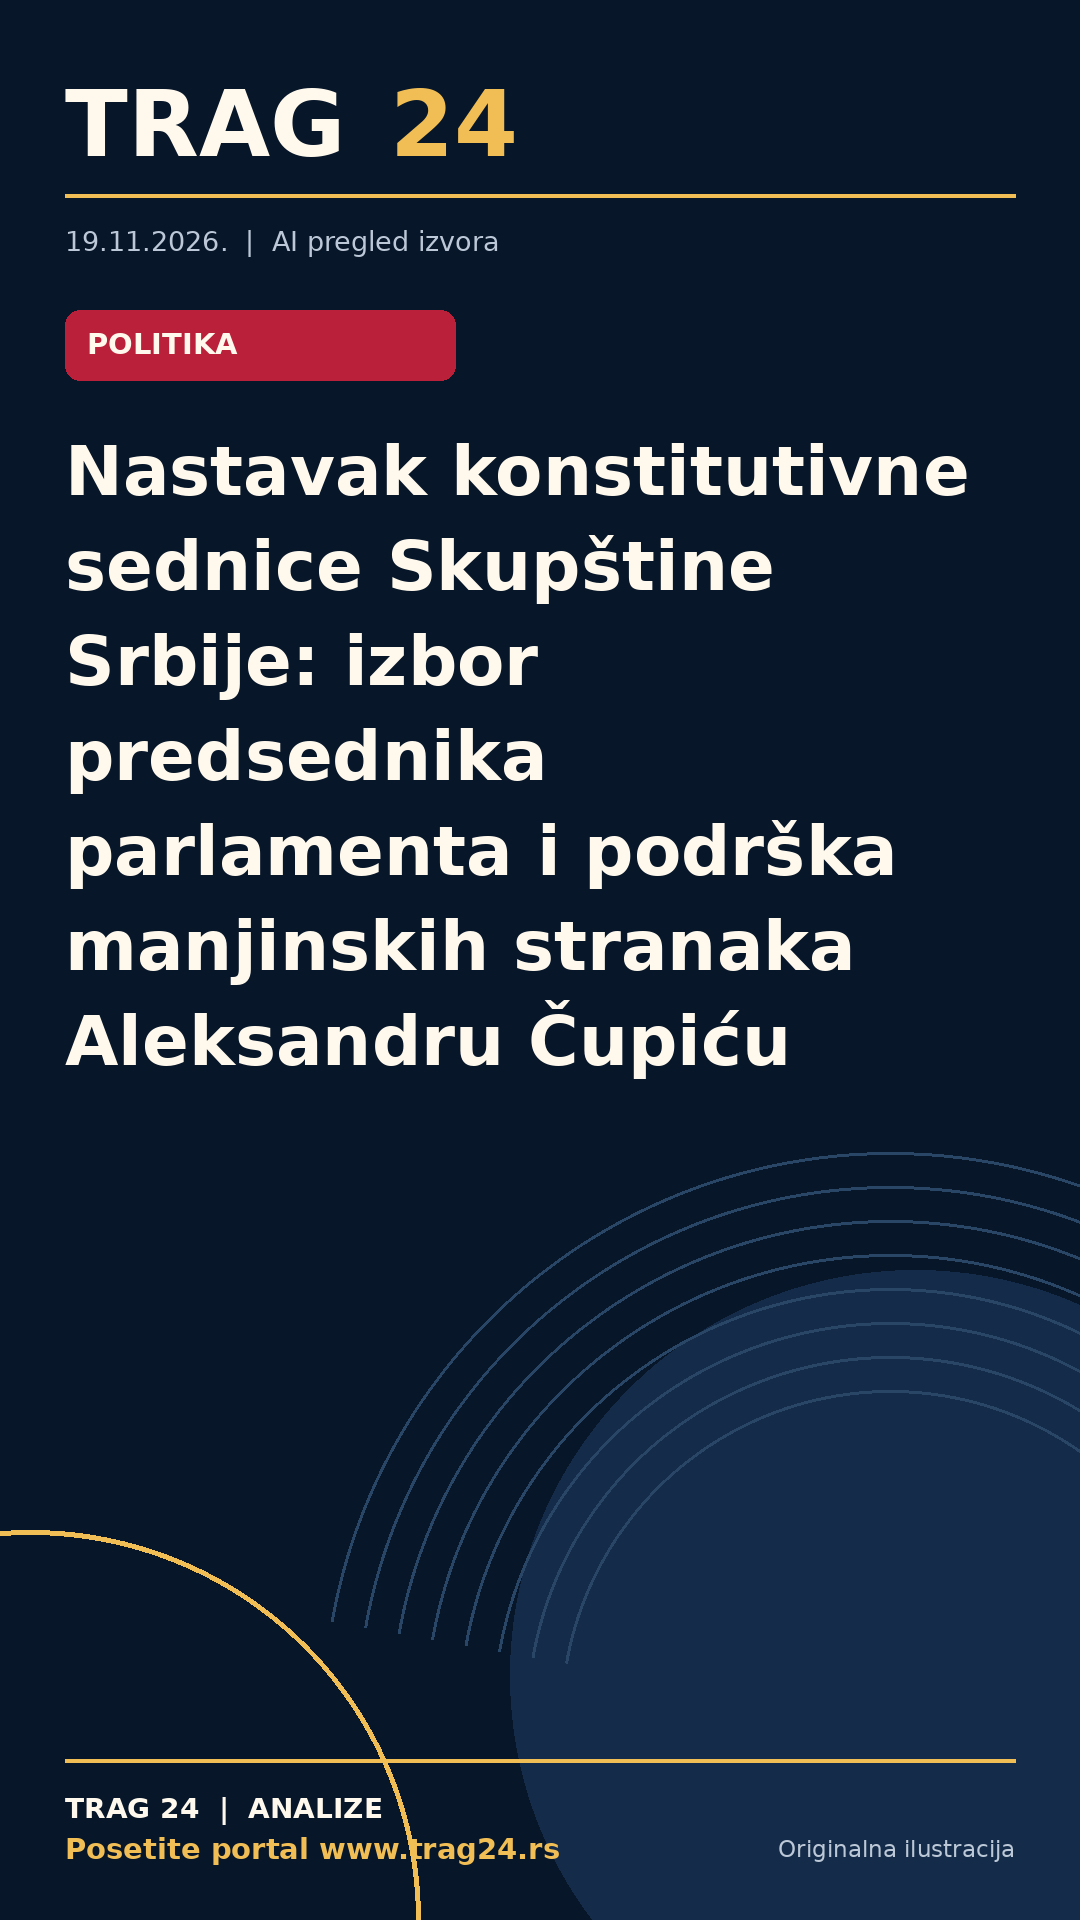 TRAG 24
19.11.2026. | AI pregled izvora
POLITIKA
Nastavak konstitutivne
sednice Skupštine
Srbije: izbor
predsednika
parlamenta i podrška
manjinskih stranaka
Aleksandru Čupiću
TRAG 24 | ANALIZE
Posetite portal www.trag24.rs
Originalna ilustracija